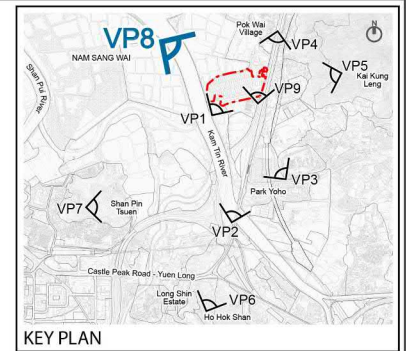 N
Pok Wai
Village
VP8
VP4
NAM SANG WAI
VP5
Kai Kung
Leng
Shan Pui River
VP9
VP1
Kam Tin River
VP3
Park Yoho
VP7
Shan Pin
Tsuen
VP2
Castle Peak Road - Yuen Long
Long Shin
Estate
VP6
Ho Hok Shan
KEY PLAN